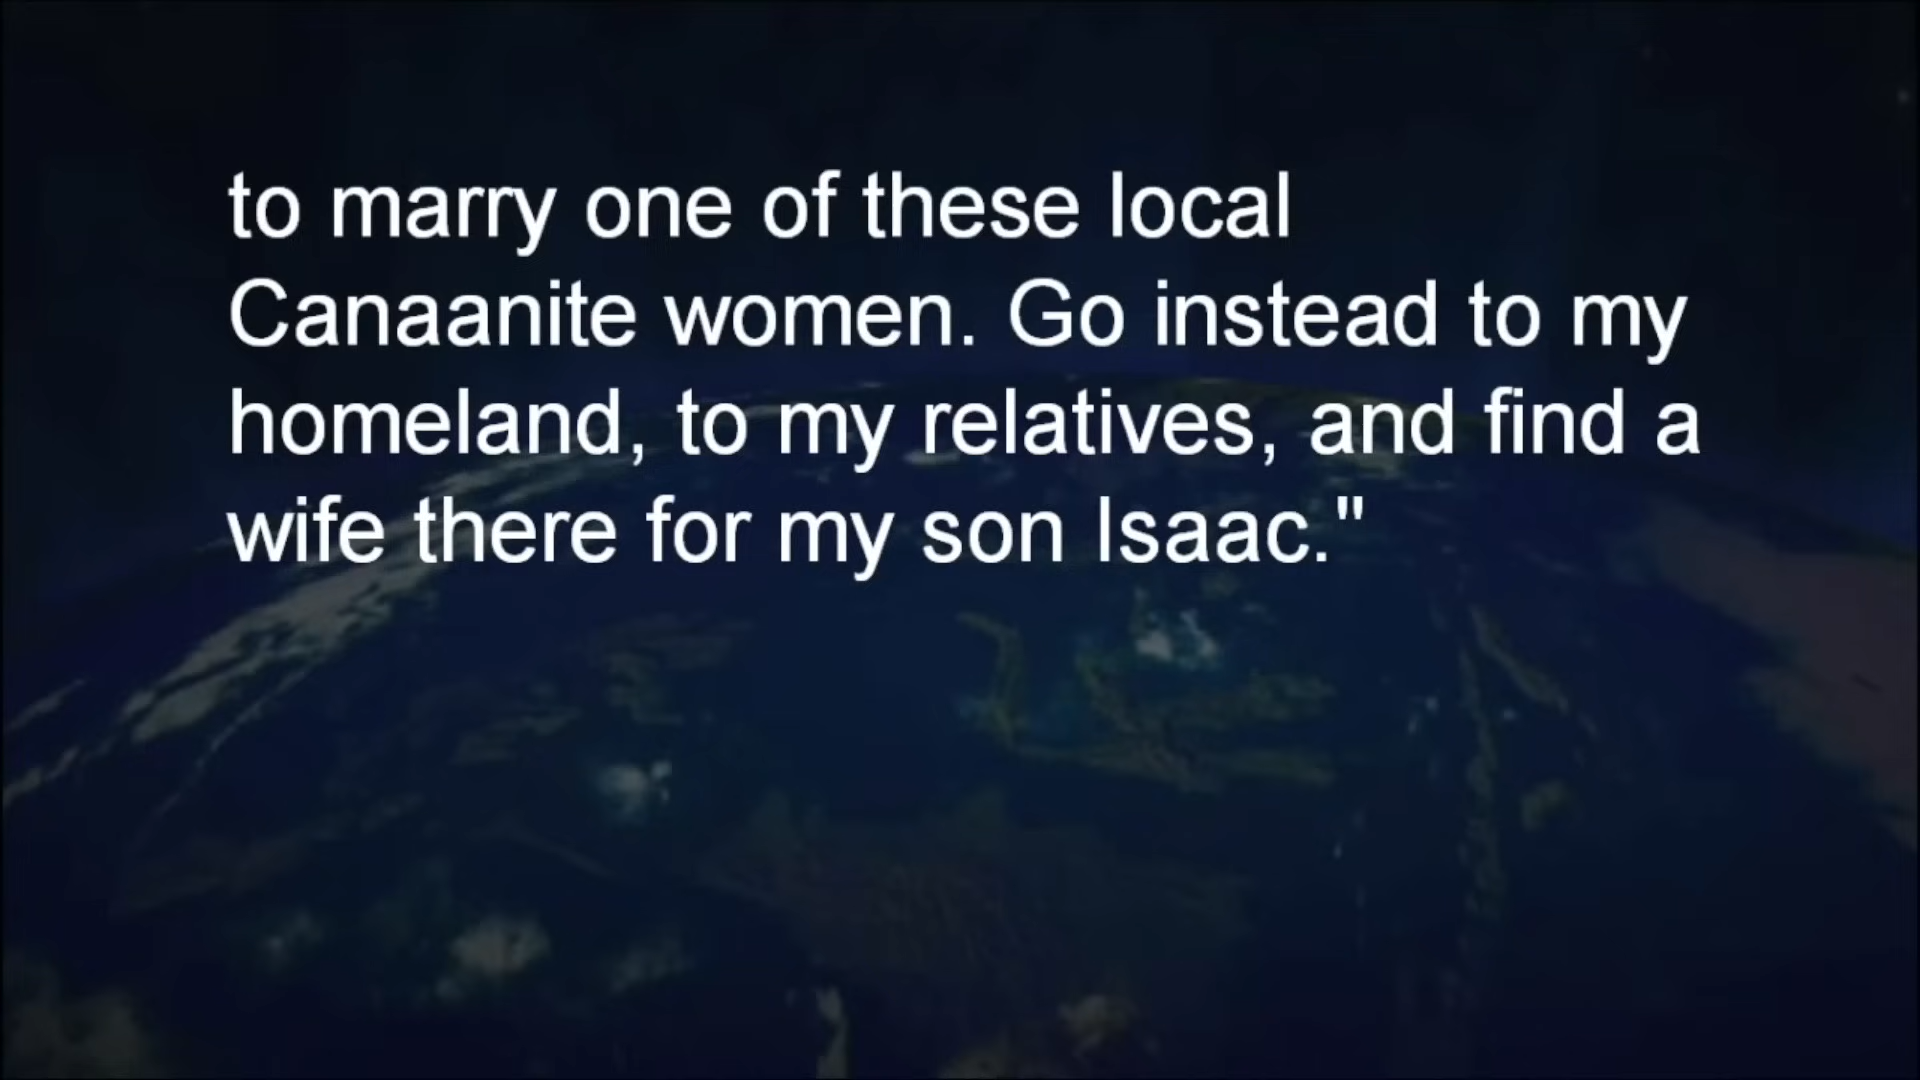 to marry one of these local
Canaanite women. Go instead to my
homeland, to my relatives, and find a
wife there for my son Isaac."